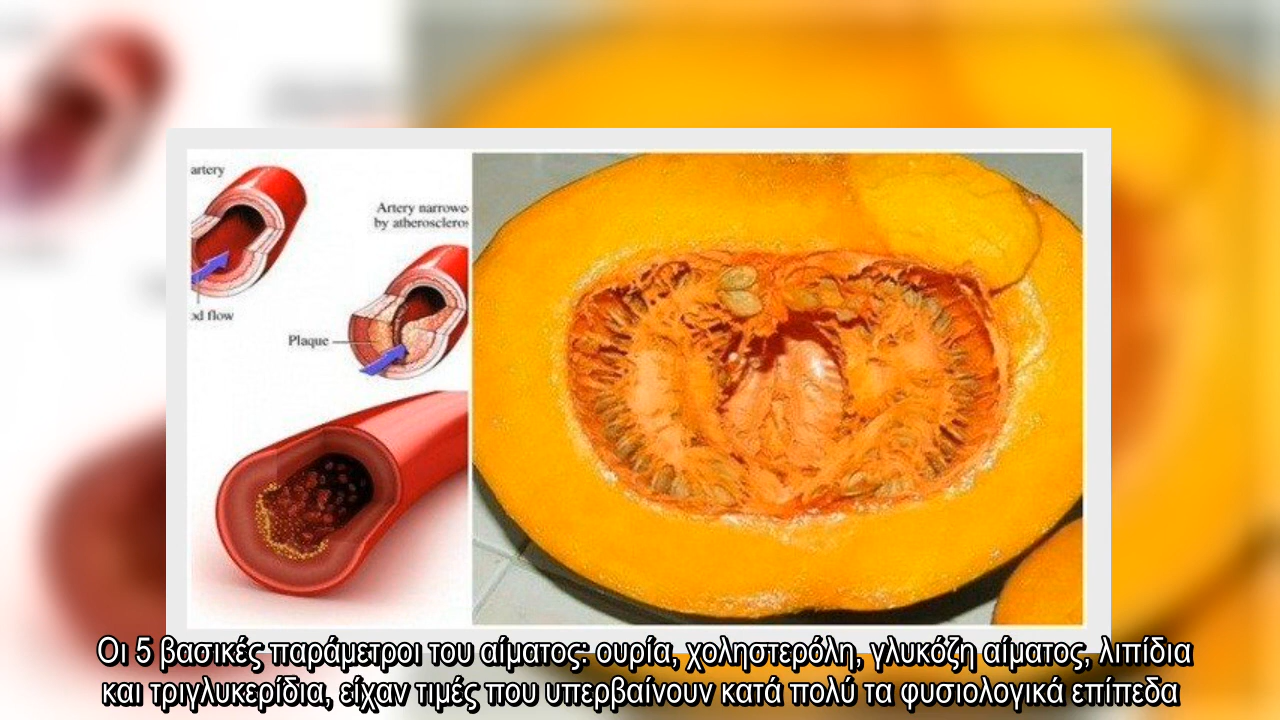 artery
Artery narrowe
by atheroscleros
od flow
Plaque
Οι 5 βασικές παράμετροι του αίματος: ουρία, χοληστερόλη, γλυκόζη αίματος, λιπίδια
και τριγλυκερίδια, είχαν τιμές που υπερβαίνουν κατά πολύ τα φυσιολογικά επίπεδα